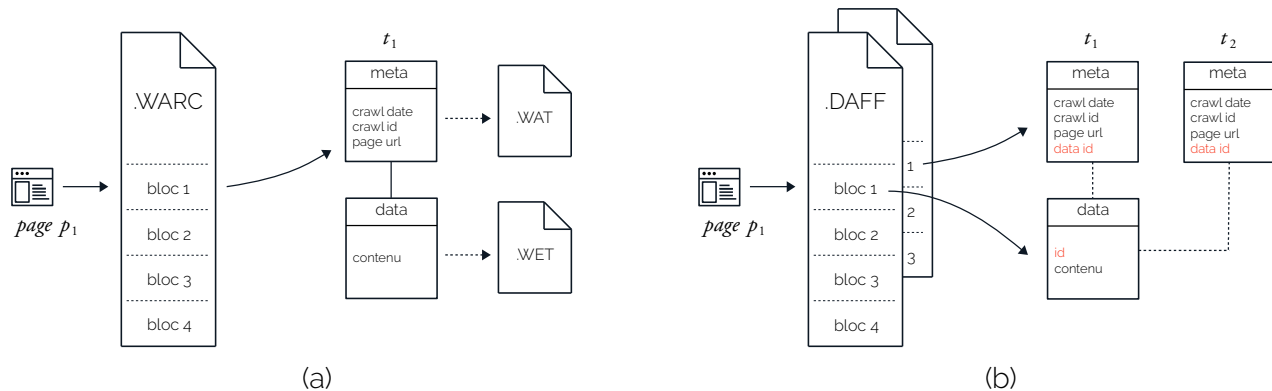 t1
meta
.WARC
crawl date
crawl id
page url
.WAT
page p1
bloc 1
bloc 2
bloc 3
bloc 4
data
contenu
.WET
(a)
t1
t2
meta
meta
.DAFF
crawl date
crawl id
page url
data id
crawl date
crawl id
page url
data id
page p1
bloc 1
bloc 2
bloc 3
bloc 4
1
2
3
data
id
contenu
(b)